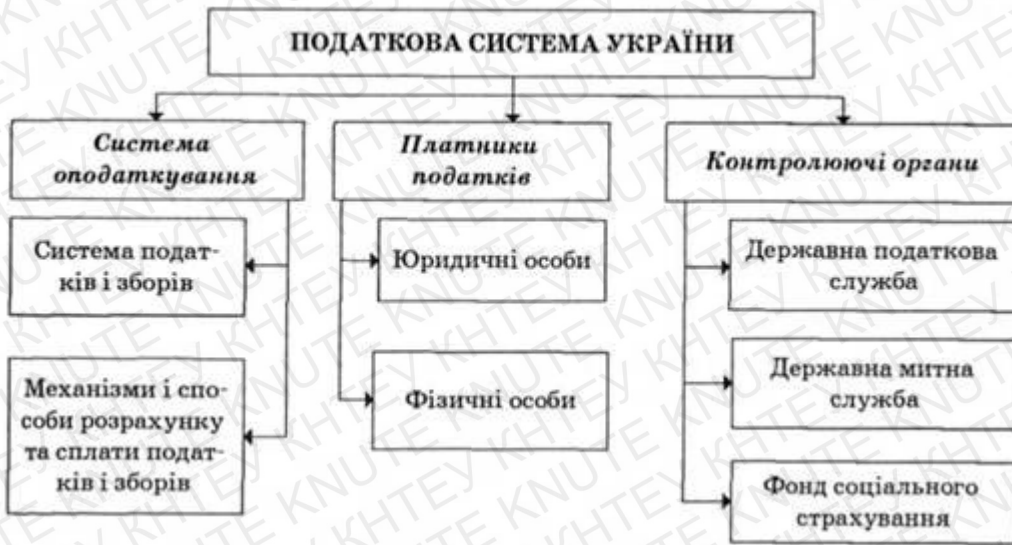 ПОДАТКОВА СИСТЕМА УКРАЇНИ
Система
оподаткування
Система подат-
ків і зборів
Механізми і спо-
соби розрахунку
та сплати подат-
ків і зборів
Платники
податків
Юридичні особи
Фізичні особи
Контролюючі органи
Державна податкова
служба
Державна митна
служба
Фонд соціального
страхування